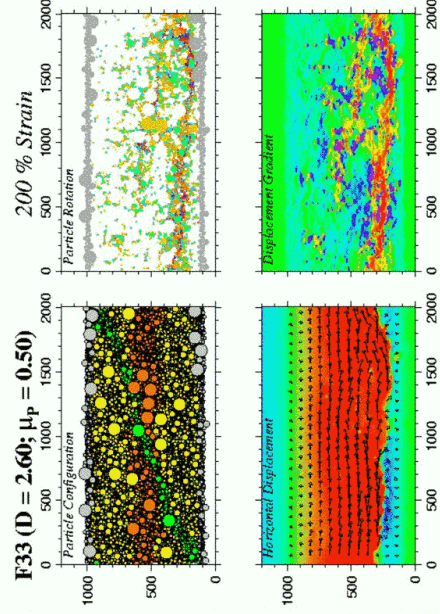 F33 (D = 2.60; μP = 0.50)
200 % Strain
Particle Configuration
1000
500
0
0 500 1000 1500 2000
Particle Rotation
0 500 1000 1500 2000
Horizontal Displacement
1000
500
0
0 500 1000 1500 2000
Displacement Gradient
0 500 1000 1500 2000